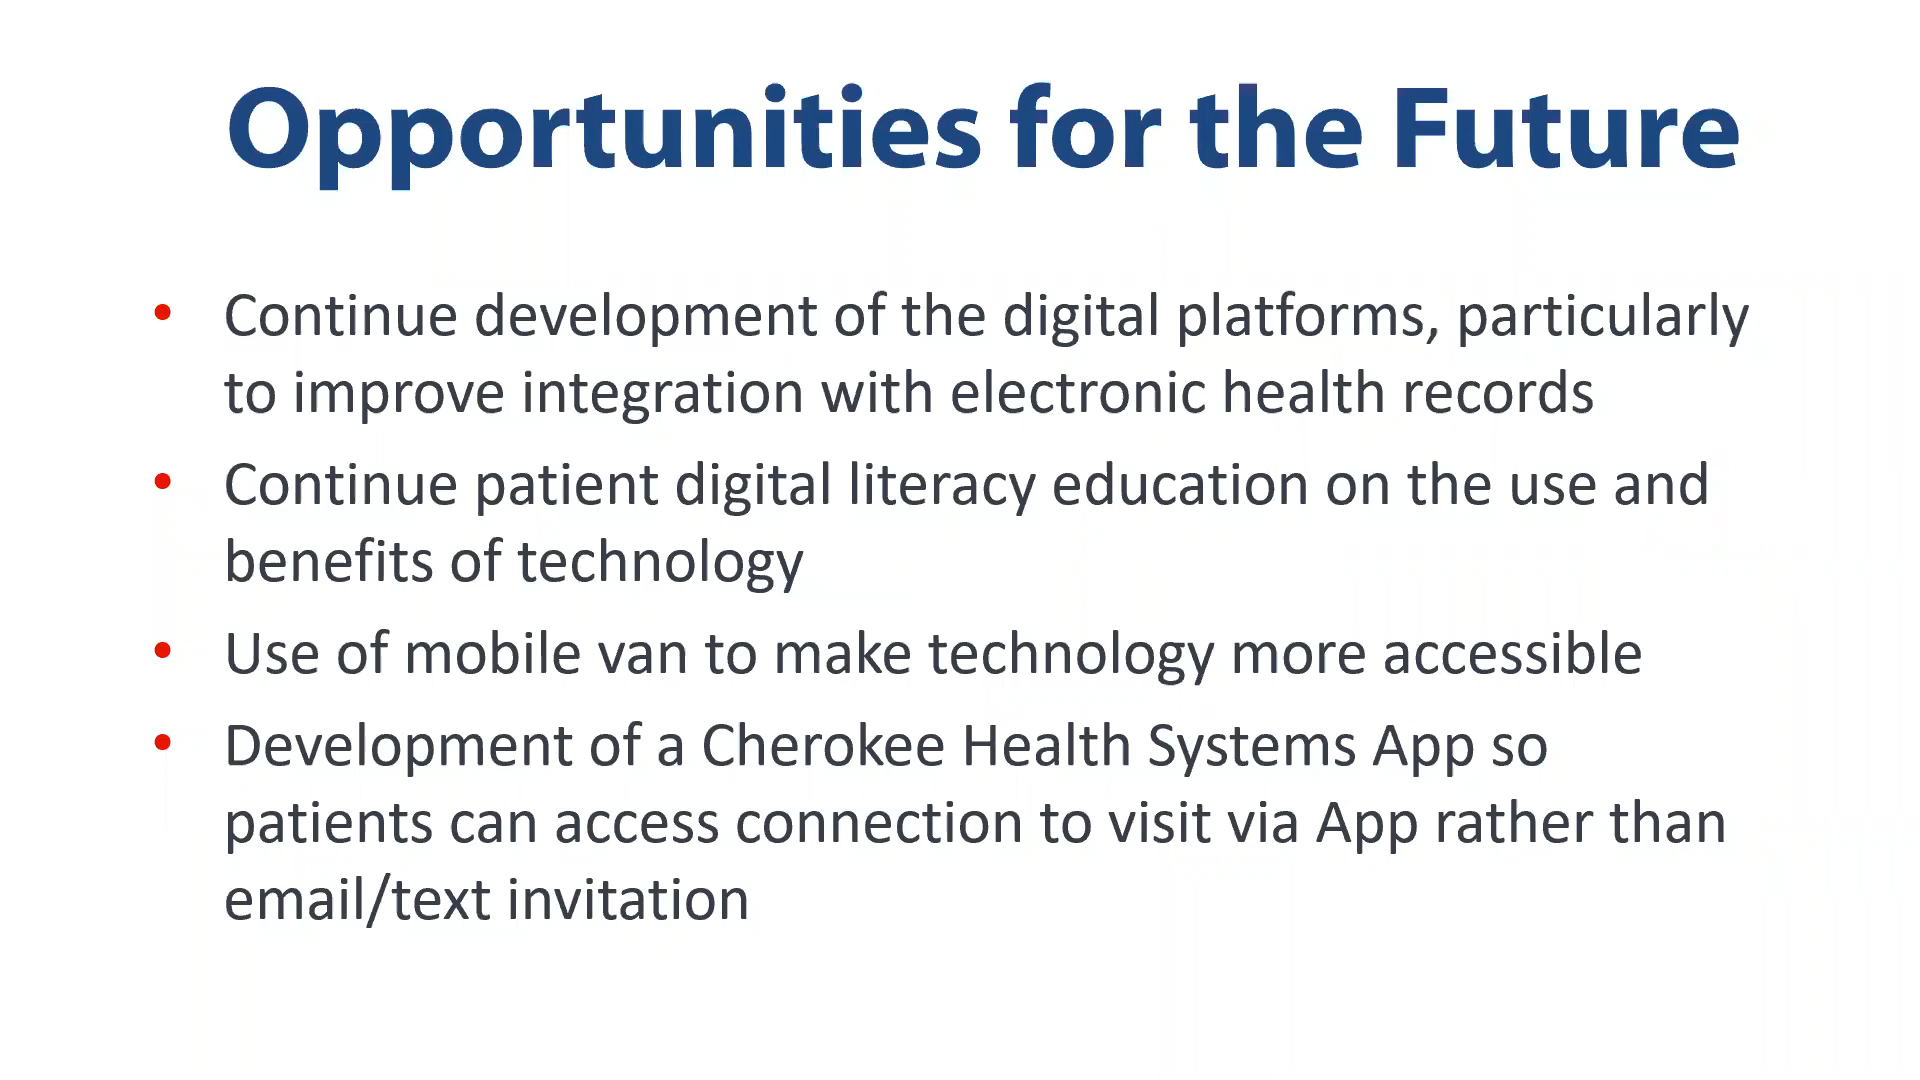 Opportunities for the Future
• Continue development of the digital platforms, particularly
to improve integration with electronic health records
• Continue patient digital literacy education on the use and
benefits of technology
• Use of mobile van to make technology more accessible
• Development of a Cherokee Health Systems App so
patients can access connection to visit via App rather than
email/text invitation